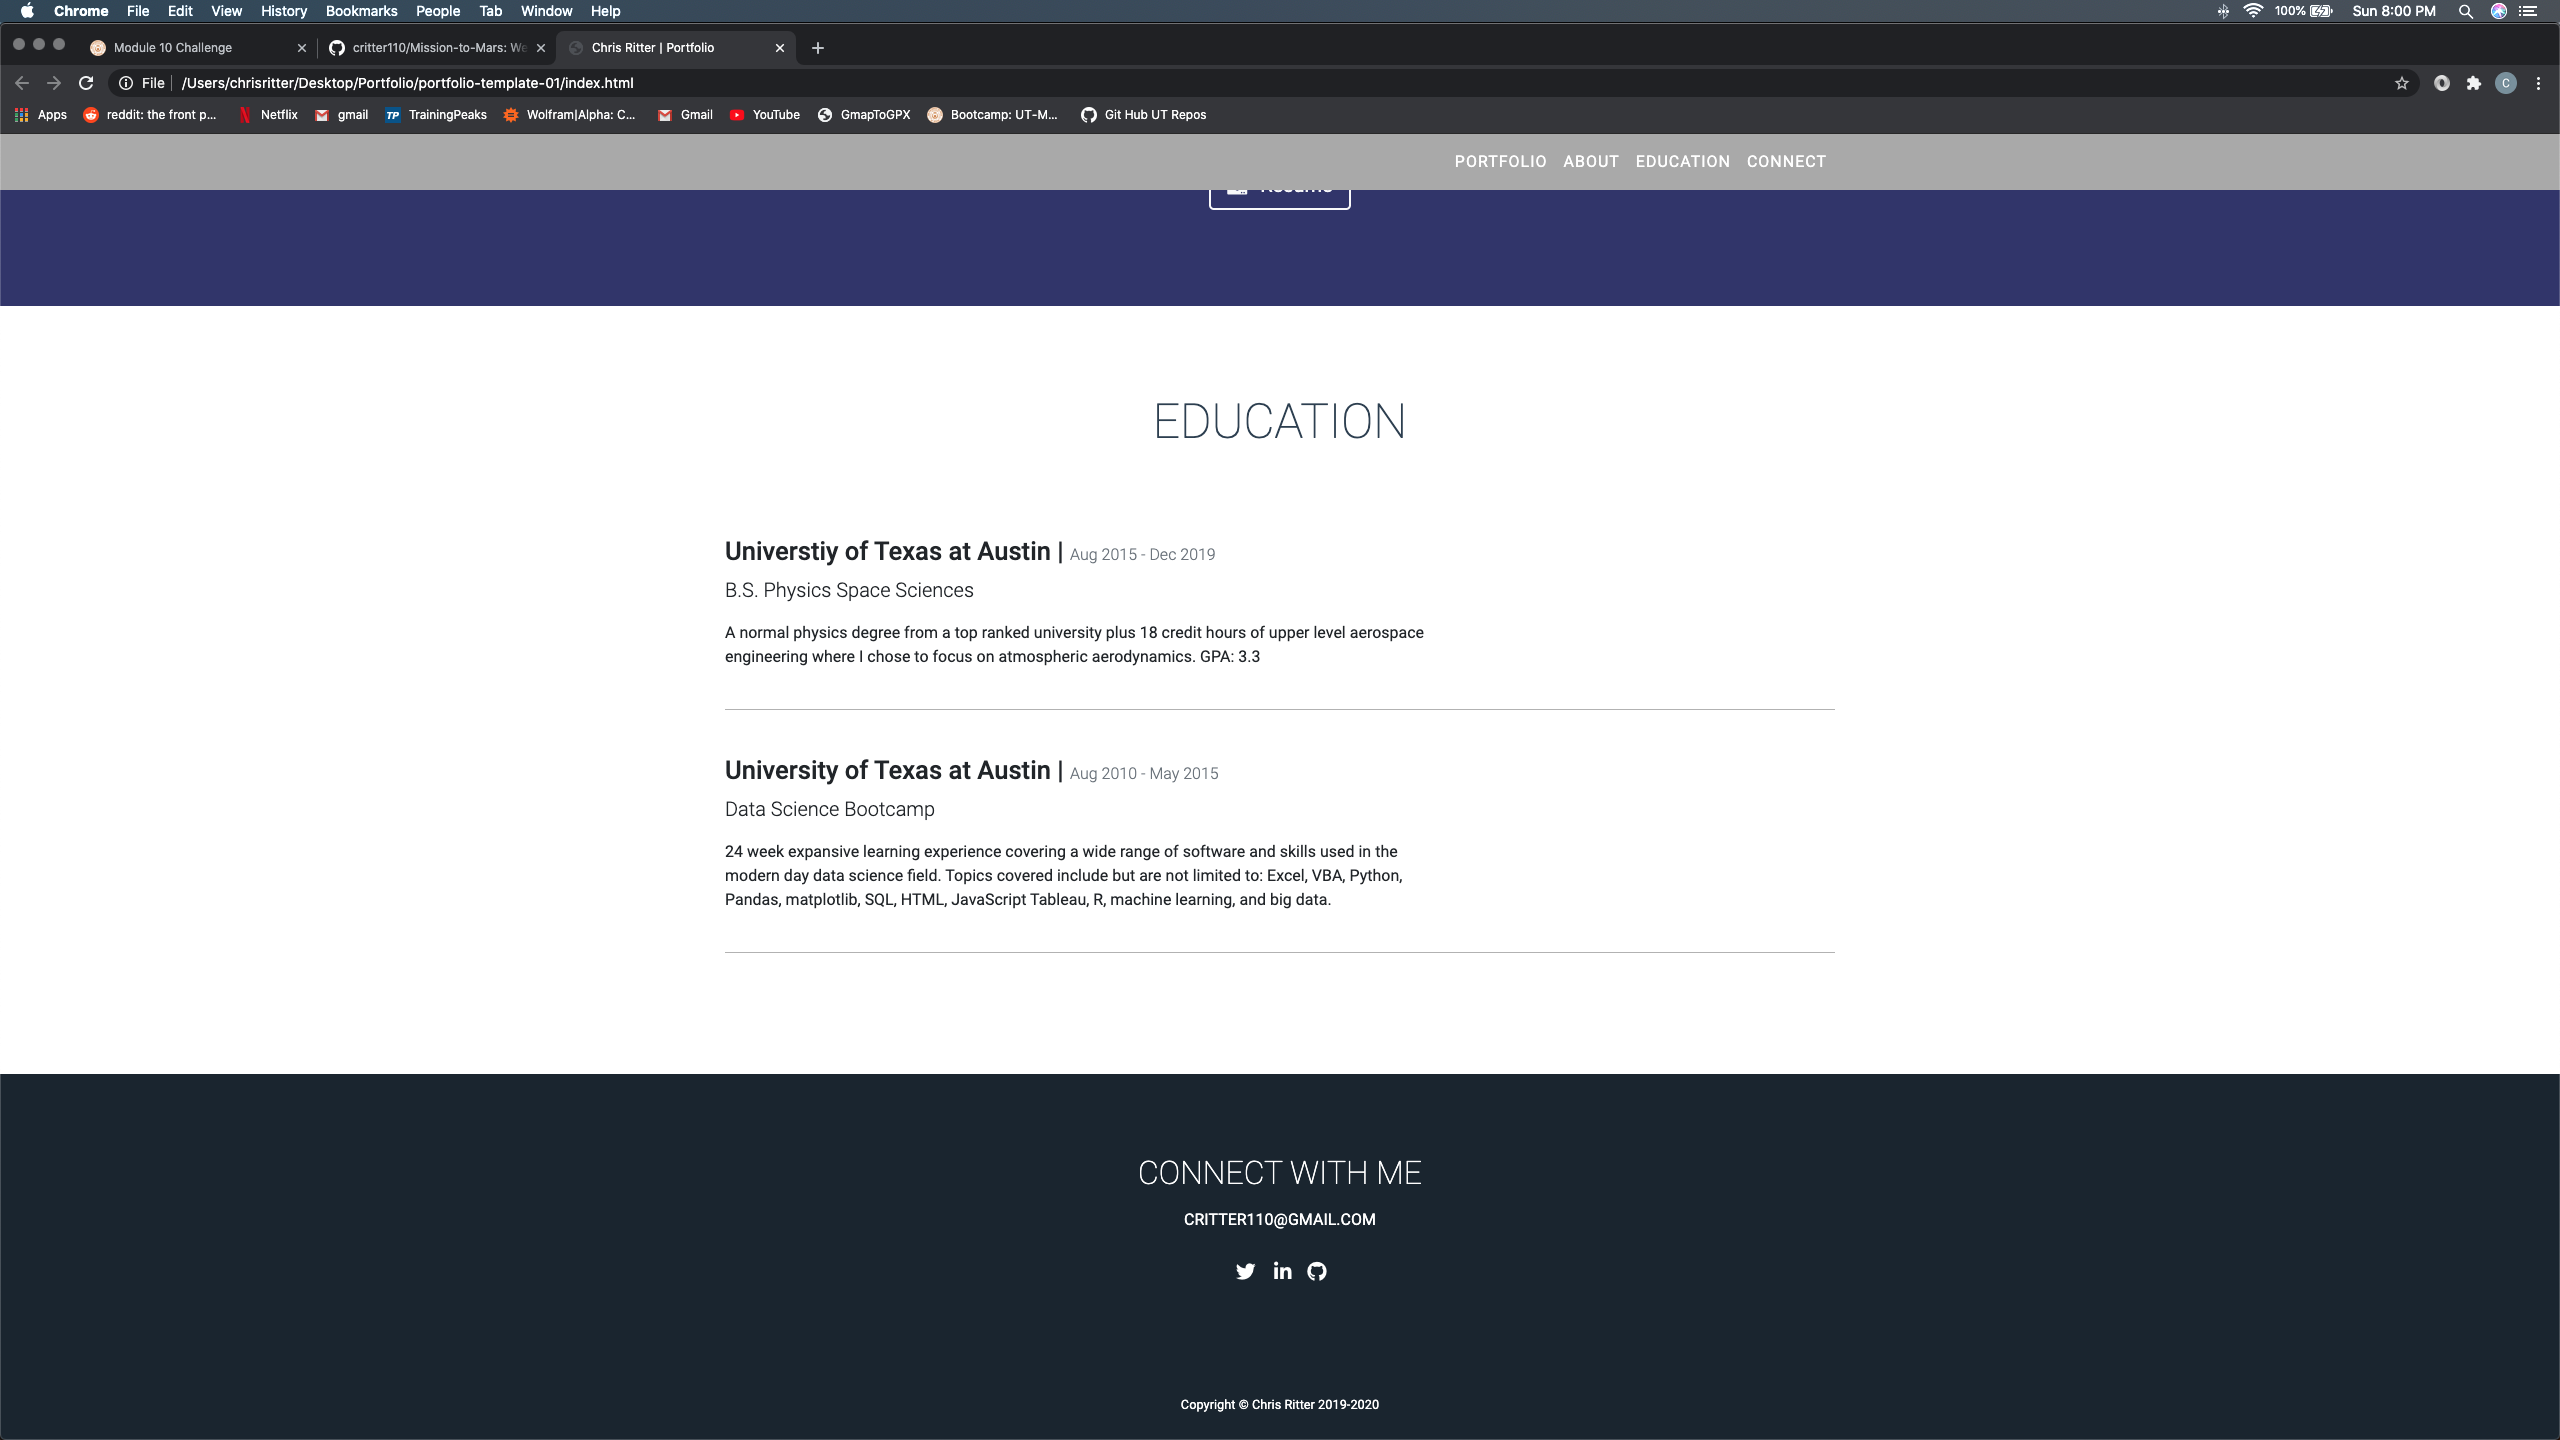 Chrome File Edit View History Bookmarks People Tab Window Help 100% Sun 8:00 PM
Module 10 Challenge critter110/Mission-to-Mars: We Chris Ritter | Portfolio
File | /Users/chrisritter/Desktop/Portfolio/portfolio-template-01/index.html C
Apps reddit: the front p... Netflix gmail TP TrainingPeaks Wolfram|Alpha: C... Gmail YouTube GmapToGPX Bootcamp: UT-M... Git Hub UT Repos
PORTFOLIO ABOUT EDUCATION CONNECT
Resume
EDUCATION
Universtiy of Texas at Austin | Aug 2015 - Dec 2019
B.S. Physics Space Sciences
A normal physics degree from a top ranked university plus 18 credit hours of upper level aerospace
engineering where I chose to focus on atmospheric aerodynamics. GPA: 3.3
University of Texas at Austin | Aug 2010 - May 2015
Data Science Bootcamp
24 week expansive learning experience covering a wide range of software and skills used in the
modern day data science field. Topics covered include but are not limited to: Excel, VBA, Python,
Pandas, matplotlib, SQL, HTML, JavaScript Tableau, R, machine learning, and big data.
CONNECT WITH ME
CRITTER110@GMAIL.COM
in
Copyright © Chris Ritter 2019-2020